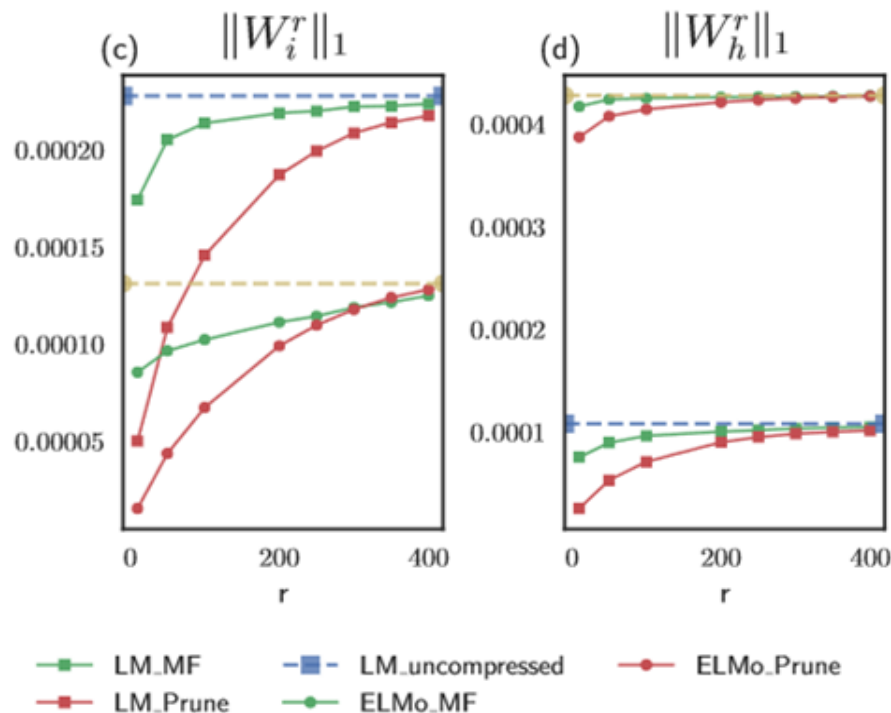 (c) ‖W_i^r‖_1
(d) ‖W_h^r‖_1
0.00020
0.00015
0.00010
0.00005
0 200 400
r
0.0004
0.0003
0.0002
0.0001
0 200 400
r
LM_MF LM_uncompressed ELMo_Prune
LM_Prune ELMo_MF